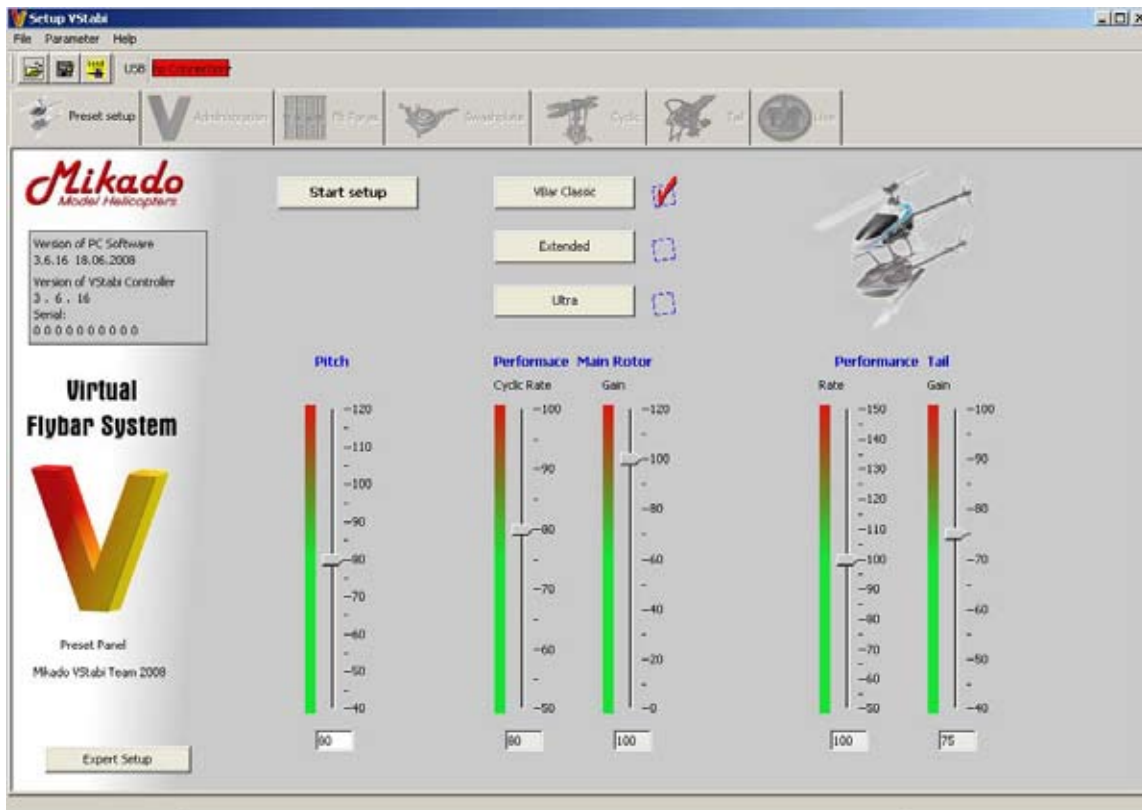 Setup VStabi
File Parameter Help
USB No Connection
Preset setup Administration Swashplate Cyclic Tail
Mikado
Model Helicopters
Version of PC Software
3.6.16 18.06.2008
Version of VStabi Controller
3 . 6 . 16
Serial:
0 0 0 0 0 0 0 0 0 0
Virtual
Flybar System
Preset Panel
Mikado VStabi Team 2008
Expert Setup
Start setup
VBar Classic
Extended
Ultra
Pitch
120
110
100
90
80
70
60
50
40
80
Performace Main Rotor
Cyclic Rate
100
90
80
70
60
50
80
Gain
120
100
80
60
40
20
0
100
Performance Tail
Rate
150
140
130
120
110
100
90
80
70
60
50
100
Gain
100
90
80
70
60
50
40
75